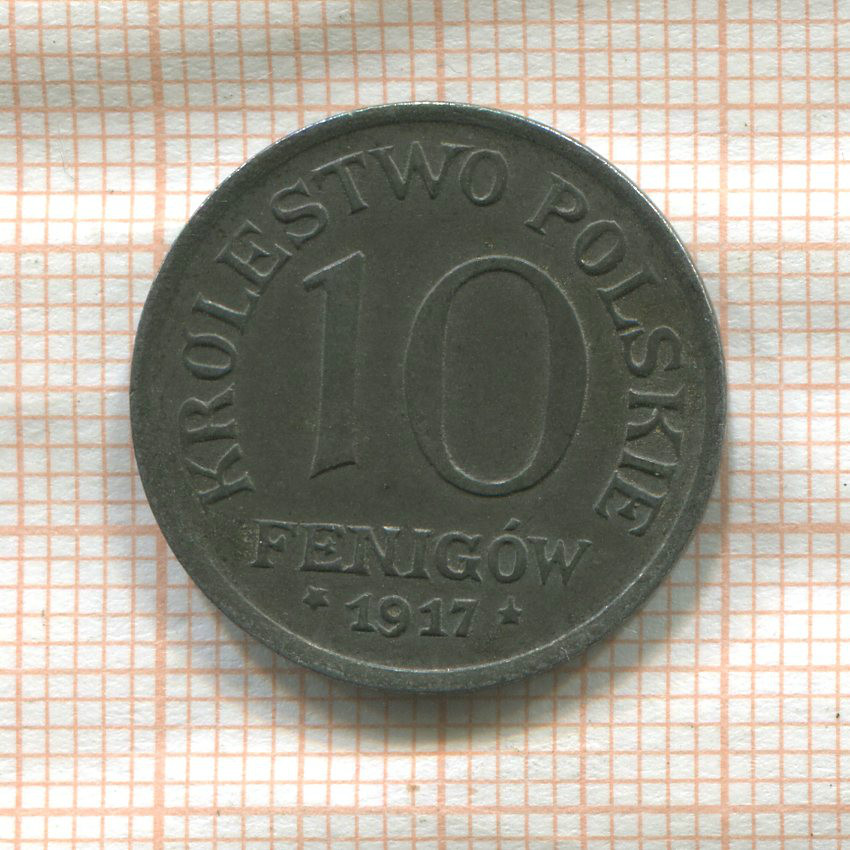 KROLESTWO POLSKIE
10
FENIGÓW
★ 1917 ★